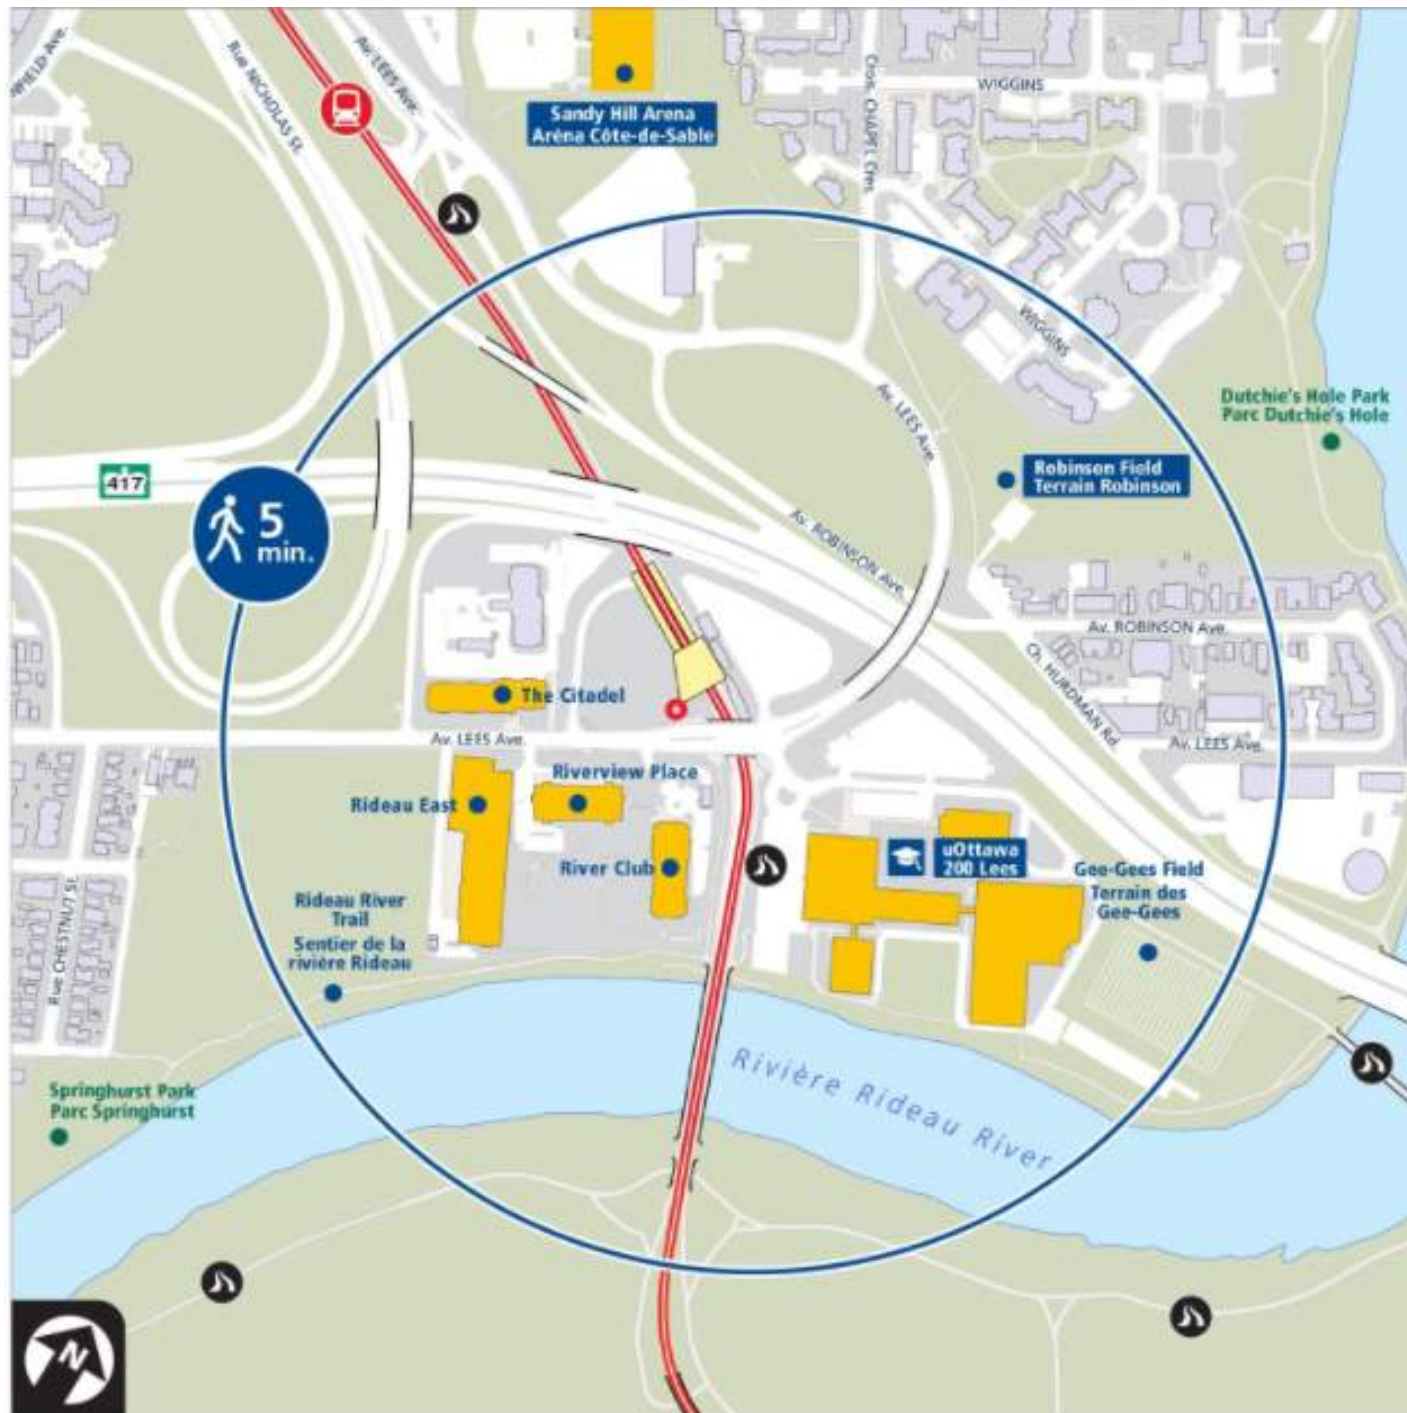 WFIELD Ave.
Rue NICHOLAS St.
Av. LEES Ave.
Sandy Hill Arena
Aréna Côte-de-Sable
Crois. CHAPEL Cres.
WIGGINS
WIGGINS
Dutchie's Hole Park
Parc Dutchie's Hole
Av. LEES Ave.
Robinson Field
Terrain Robinson
417
5
min.
Av. ROBINSON Ave.
Av. ROBINSON Ave.
Ch. HURDMAN Rd.
The Citadel
Av. LEES Ave.
Av. LEES Ave.
Riverview Place
Rideau East
River Club
uOttawa
200 Lees
Gee-Gees Field
Terrain des
Gee-Gees
Rideau River
Trail
Sentier de la
rivière Rideau
Rue CHESTNUT St.
Rivière Rideau River
Springhurst Park
Parc Springhurst
N